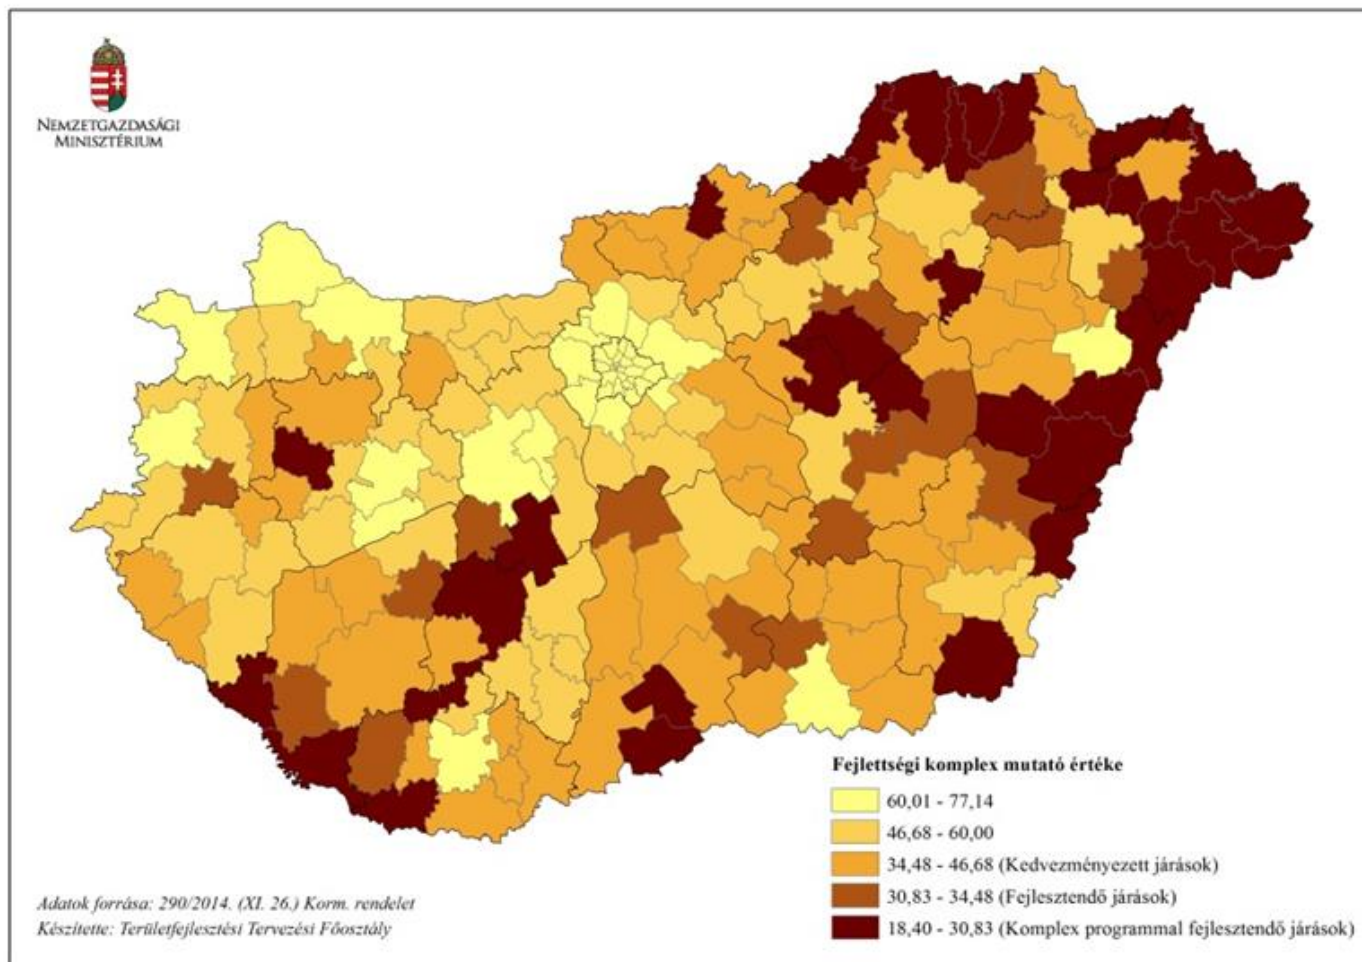 NEMZETGAZDASÁGI
MINISZTÉRIUM
Fejlettségi komplex mutató értéke
60,01 - 77,14
46,68 - 60,00
34,48 - 46,68 (Kedvezményezett járások)
30,83 - 34,48 (Fejlesztendő járások)
18,40 - 30,83 (Komplex programmal fejlesztendő járások)
Adatok forrása: 290/2014. (XI. 26.) Korm. rendelet
Készítette: Területfejlesztési Tervezési Főosztály